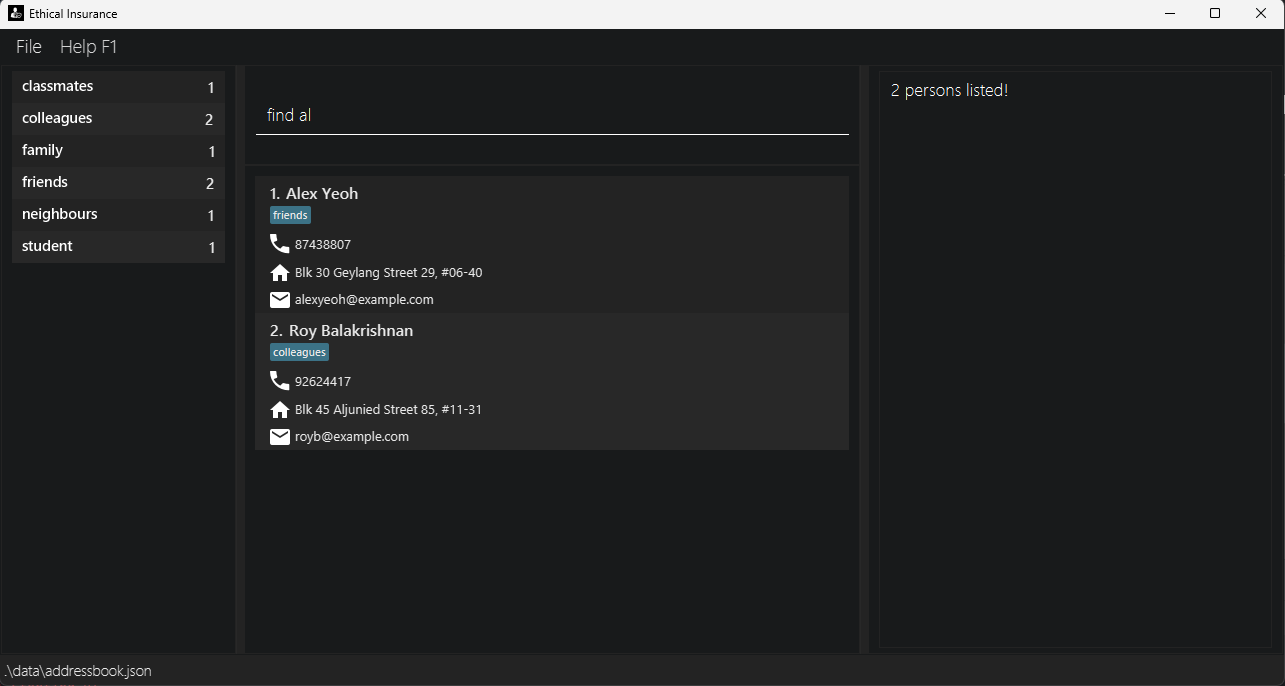 Ethical Insurance
File Help F1
classmates 1
colleagues 2
family 1
friends 2
neighbours 1
student 1
find al
1. Alex Yeoh
friends
87438807
Blk 30 Geylang Street 29, #06-40
alexyeoh@example.com
2. Roy Balakrishnan
colleagues
92624417
Blk 45 Aljunied Street 85, #11-31
royb@example.com
2 persons listed!
.\data\addressbook.json